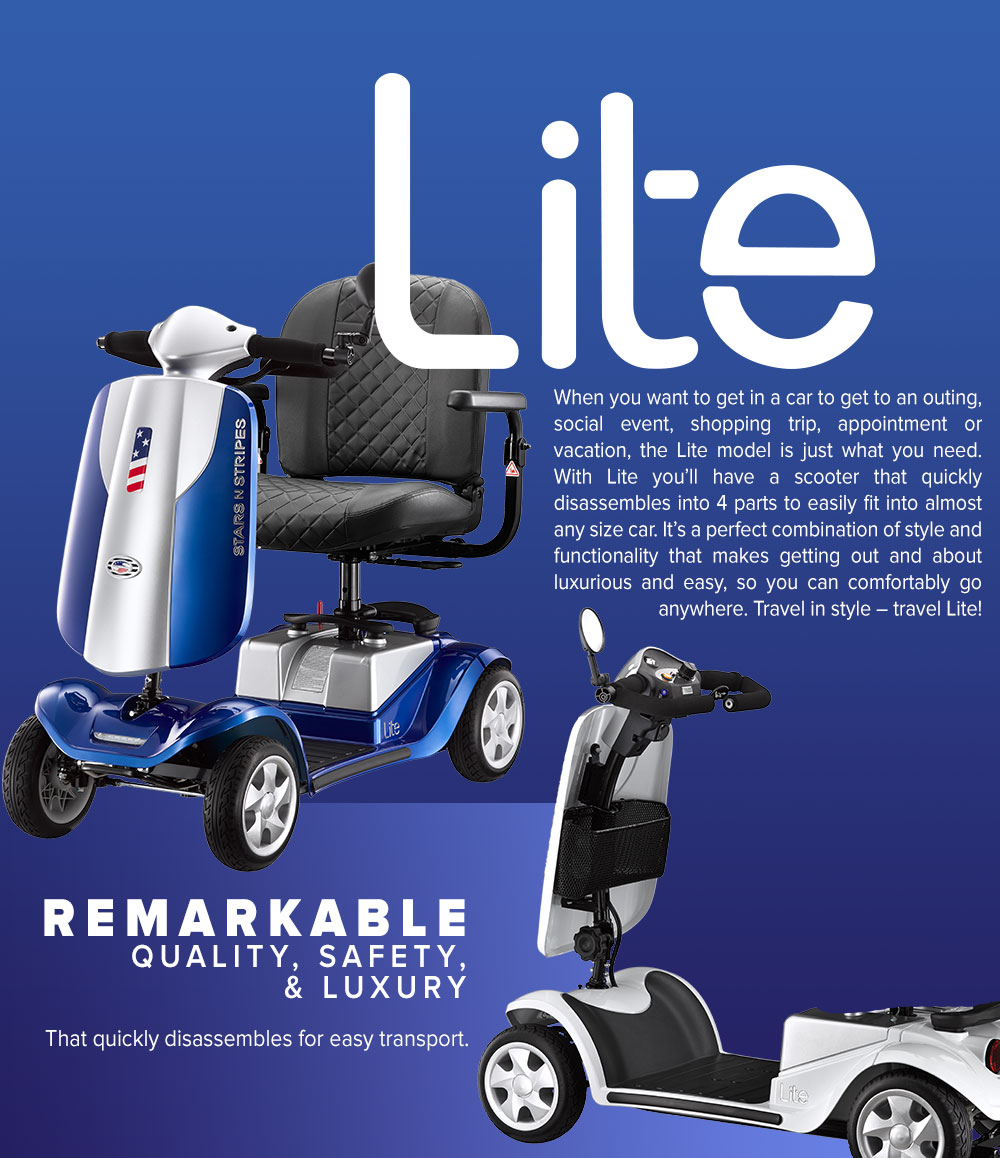 Lite
When you want to get in a car to get to an outing,
social event, shopping trip, appointment or
vacation, the Lite model is just what you need.
With Lite you’ll have a scooter that quickly
disassembles into 4 parts to easily fit into almost
any size car. It’s a perfect combination of style and
functionality that makes getting out and about
luxurious and easy, so you can comfortably go
anywhere. Travel in style – travel Lite!
STARS N STRIPES
Lite
REMARKABLE
QUALITY, SAFETY,
& LUXURY
That quickly disassembles for easy transport.
Lite